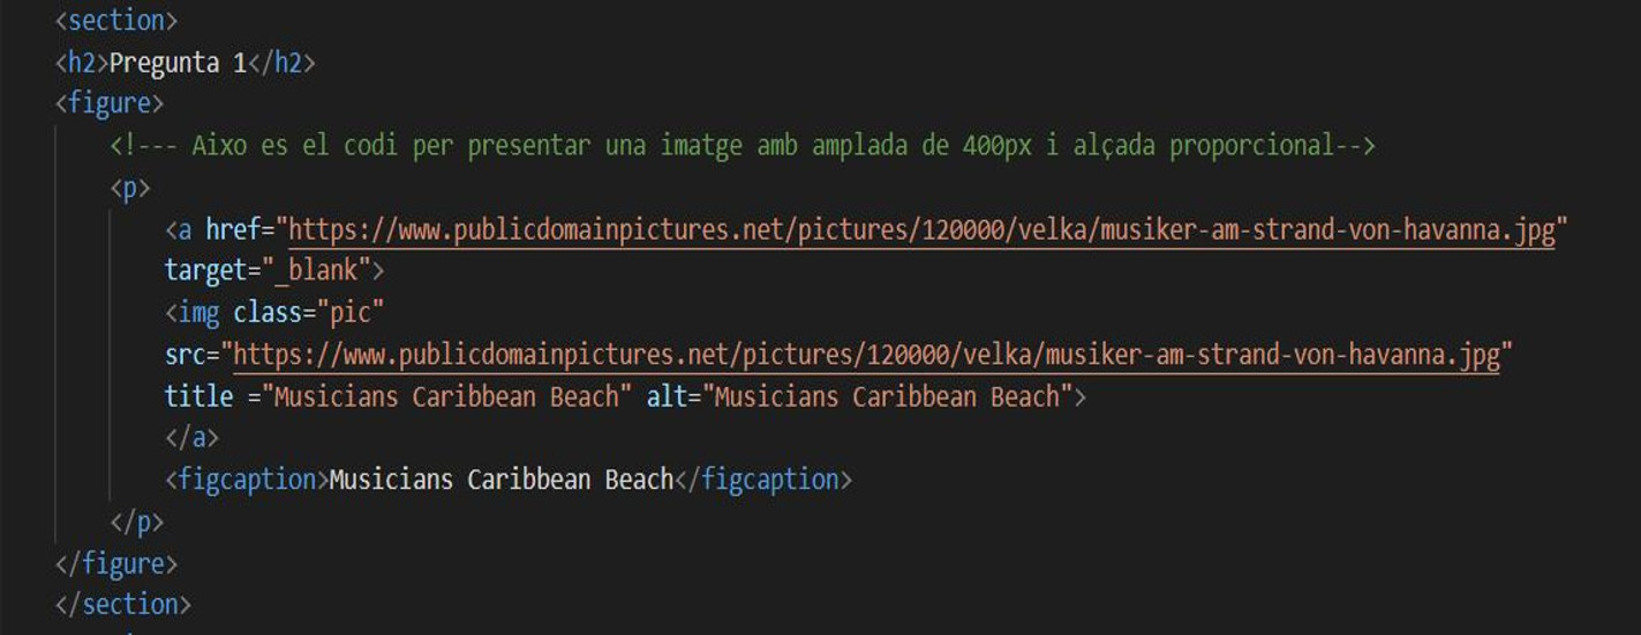 <section>
<h2>Pregunta 1</h2>
<figure>
<!--- Aixo es el codi per presentar una imatge amb amplada de 400px i alçada proporcional-->
<p>
<a href="https://www.publicdomainpictures.net/pictures/120000/velka/musiker-am-strand-von-havanna.jpg"
target="_blank">
<img class="pic"
src="https://www.publicdomainpictures.net/pictures/120000/velka/musiker-am-strand-von-havanna.jpg"
title ="Musicians Caribbean Beach" alt="Musicians Caribbean Beach">
</a>
<figcaption>Musicians Caribbean Beach</figcaption>
</p>
</figure>
</section>